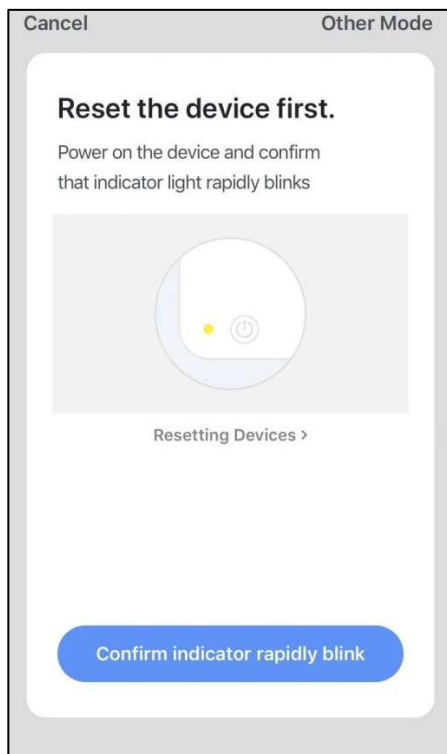 Cancel
Other Mode
Reset the device first.
Power on the device and confirm
that indicator light rapidly blinks
Resetting Devices >
Confirm indicator rapidly blink